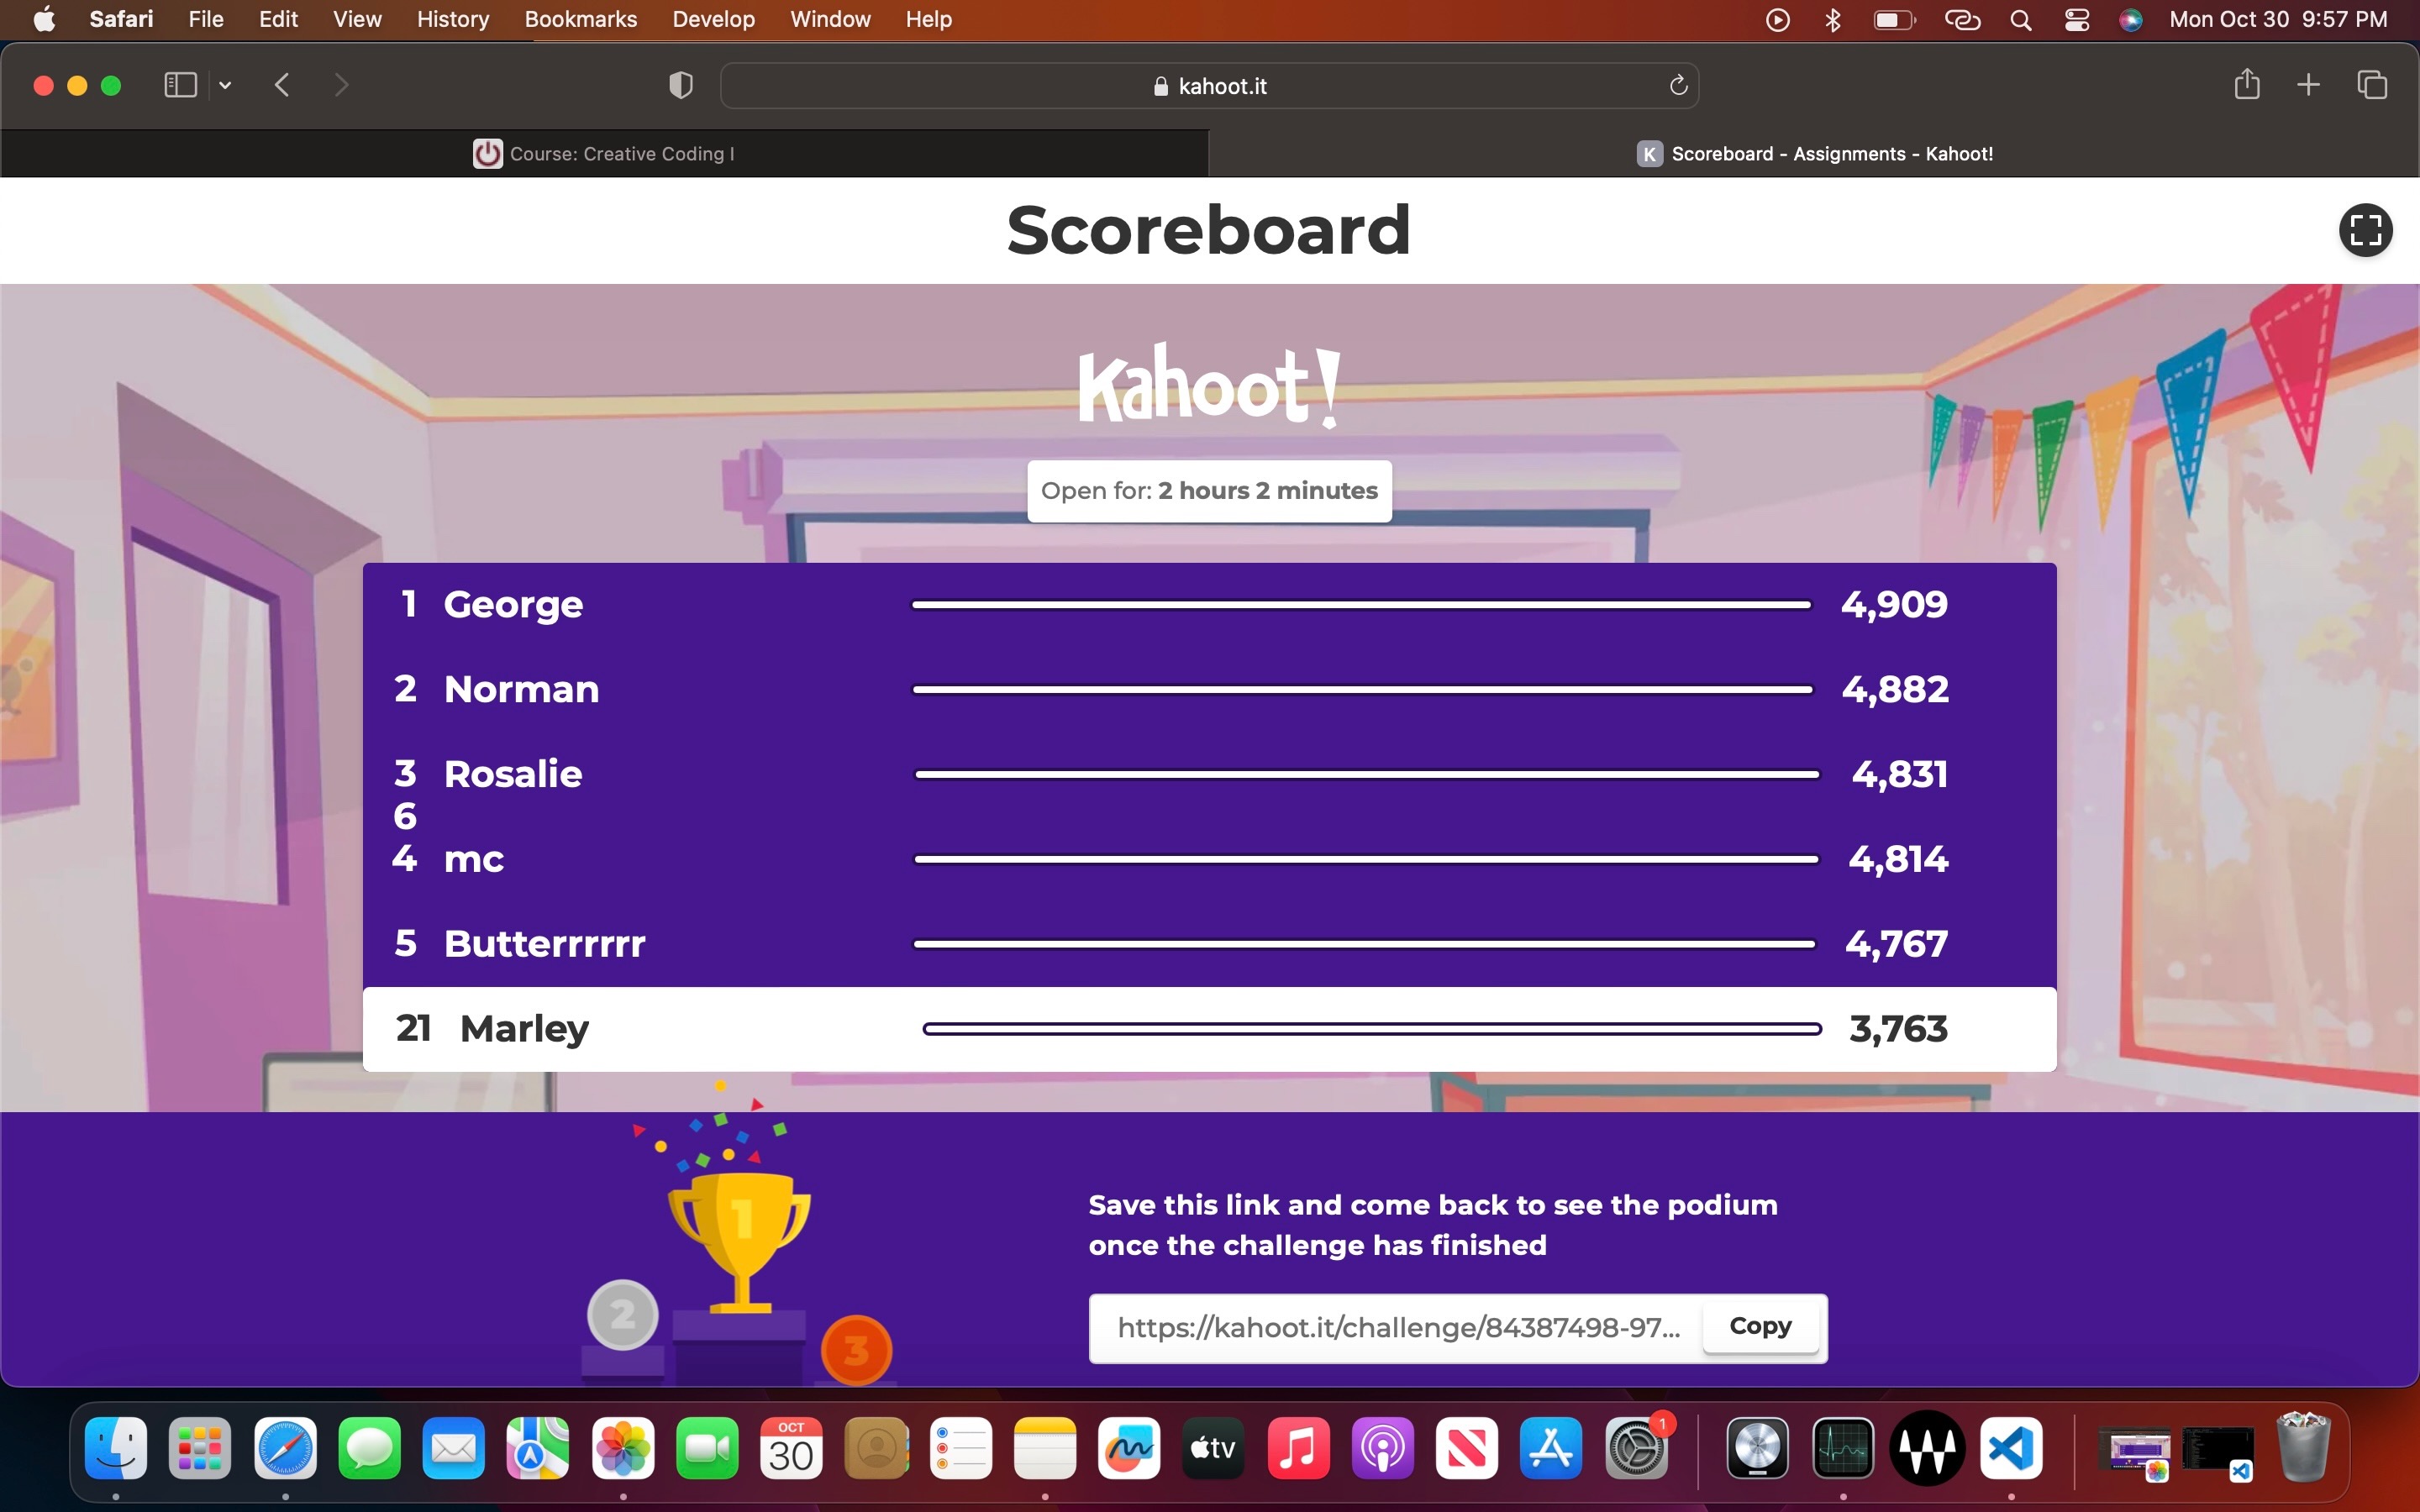 Safari File Edit View History Bookmarks Develop Window Help Mon Oct 30 9:57 PM
kahoot.it
Course: Creative Coding I
K Scoreboard - Assignments - Kahoot!
Scoreboard
Kahoot!
Open for: 2 hours 2 minutes
1 George 4,909
2 Norman 4,882
3 Rosalie 4,831
6
4 mc 4,814
5 Butterrrrrr 4,767
21 Marley 3,763
1
2
3
Save this link and come back to see the podium
once the challenge has finished
https://kahoot.it/challenge/84387498-97... Copy
OCT
30
tv
1